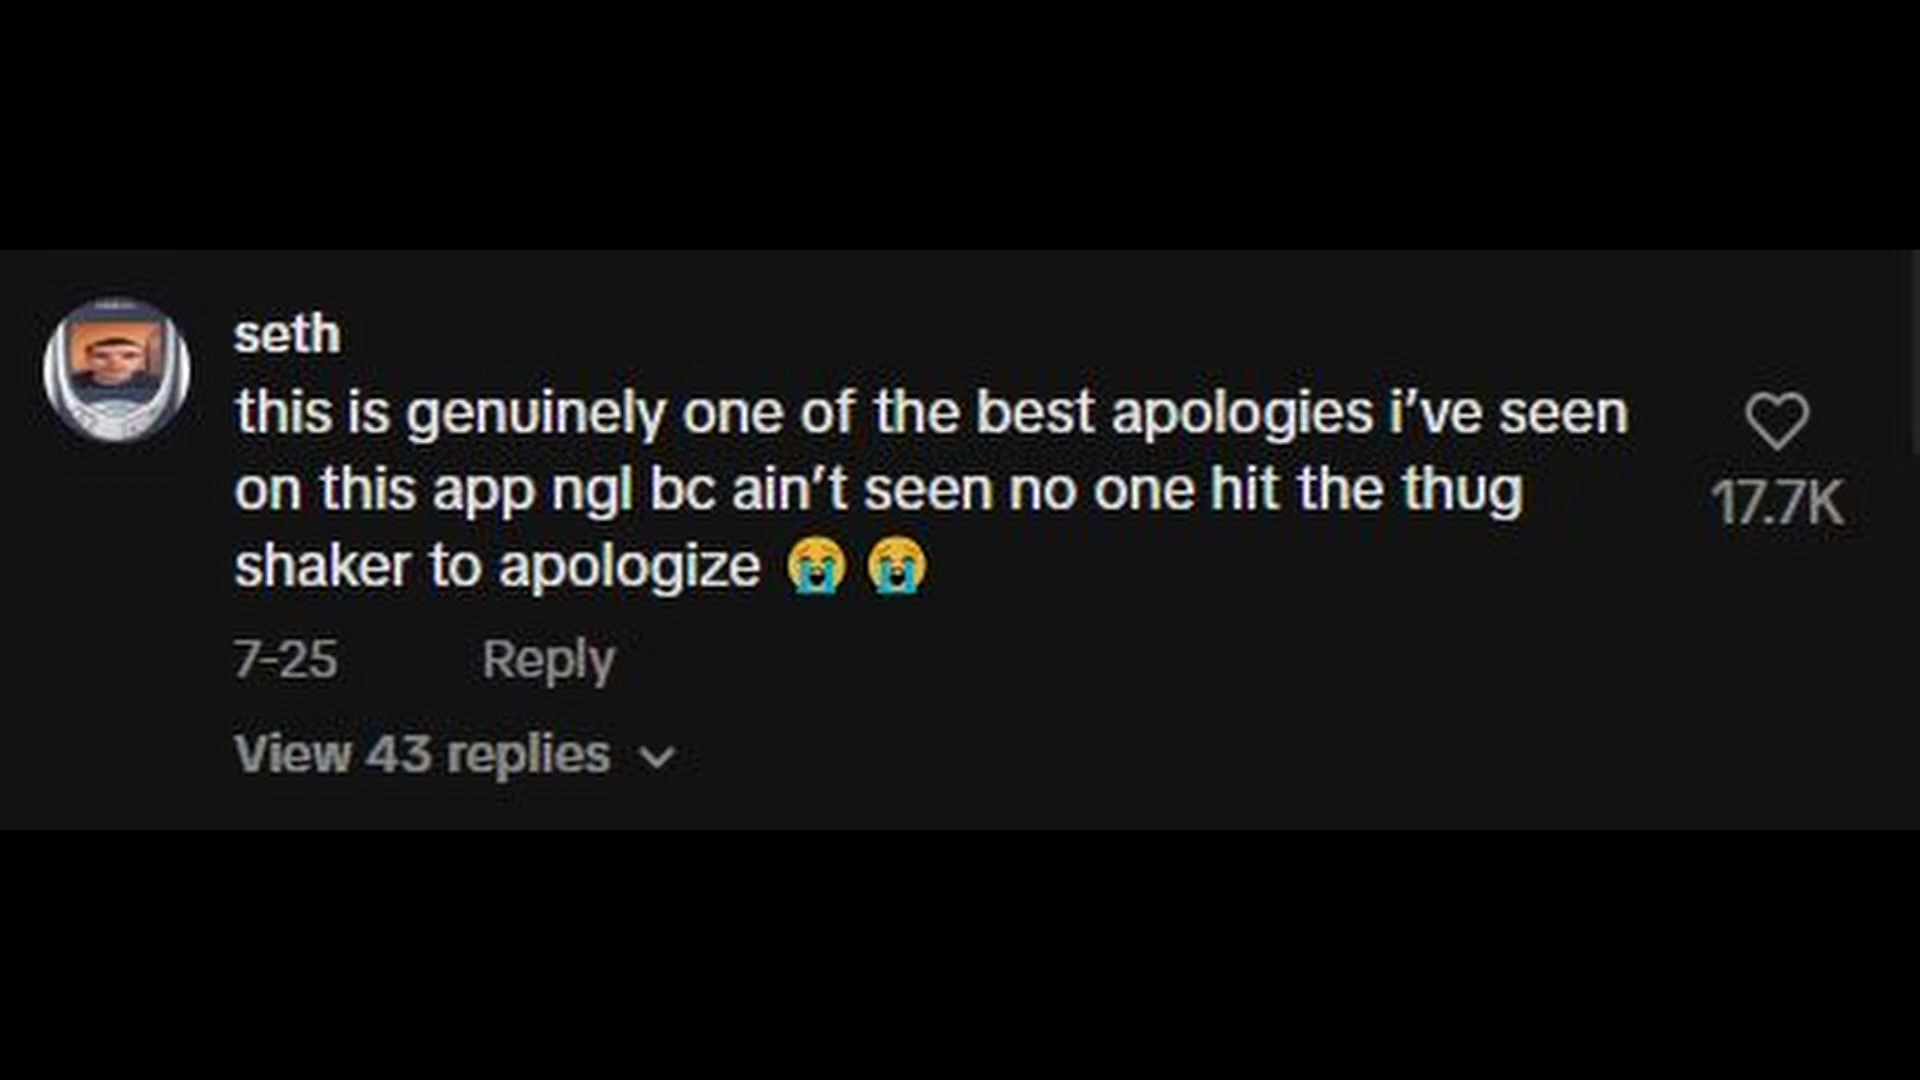 seth
this is genuinely one of the best apologies i've seen
on this app ngl bc ain't seen no one hit the thug
shaker to apologize 😭😭
17.7K
7-25 Reply
View 43 replies